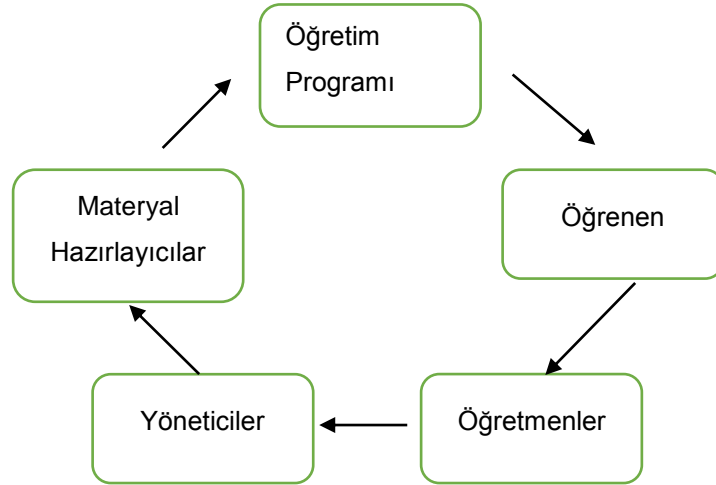 Öğretim
Programı
Öğrenen
Öğretmenler
Yöneticiler
Materyal
Hazırlayıcılar